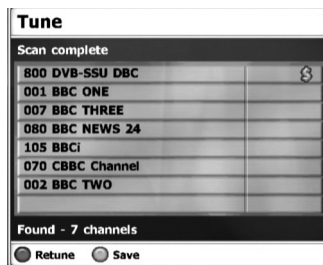 Tune
Scan complete
800 DVB-SSU DBC $
001 BBC ONE
007 BBC THREE
080 BBC NEWS 24
105 BBCi
070 CBBC Channel
002 BBC TWO
Found - 7 channels
Retune Save